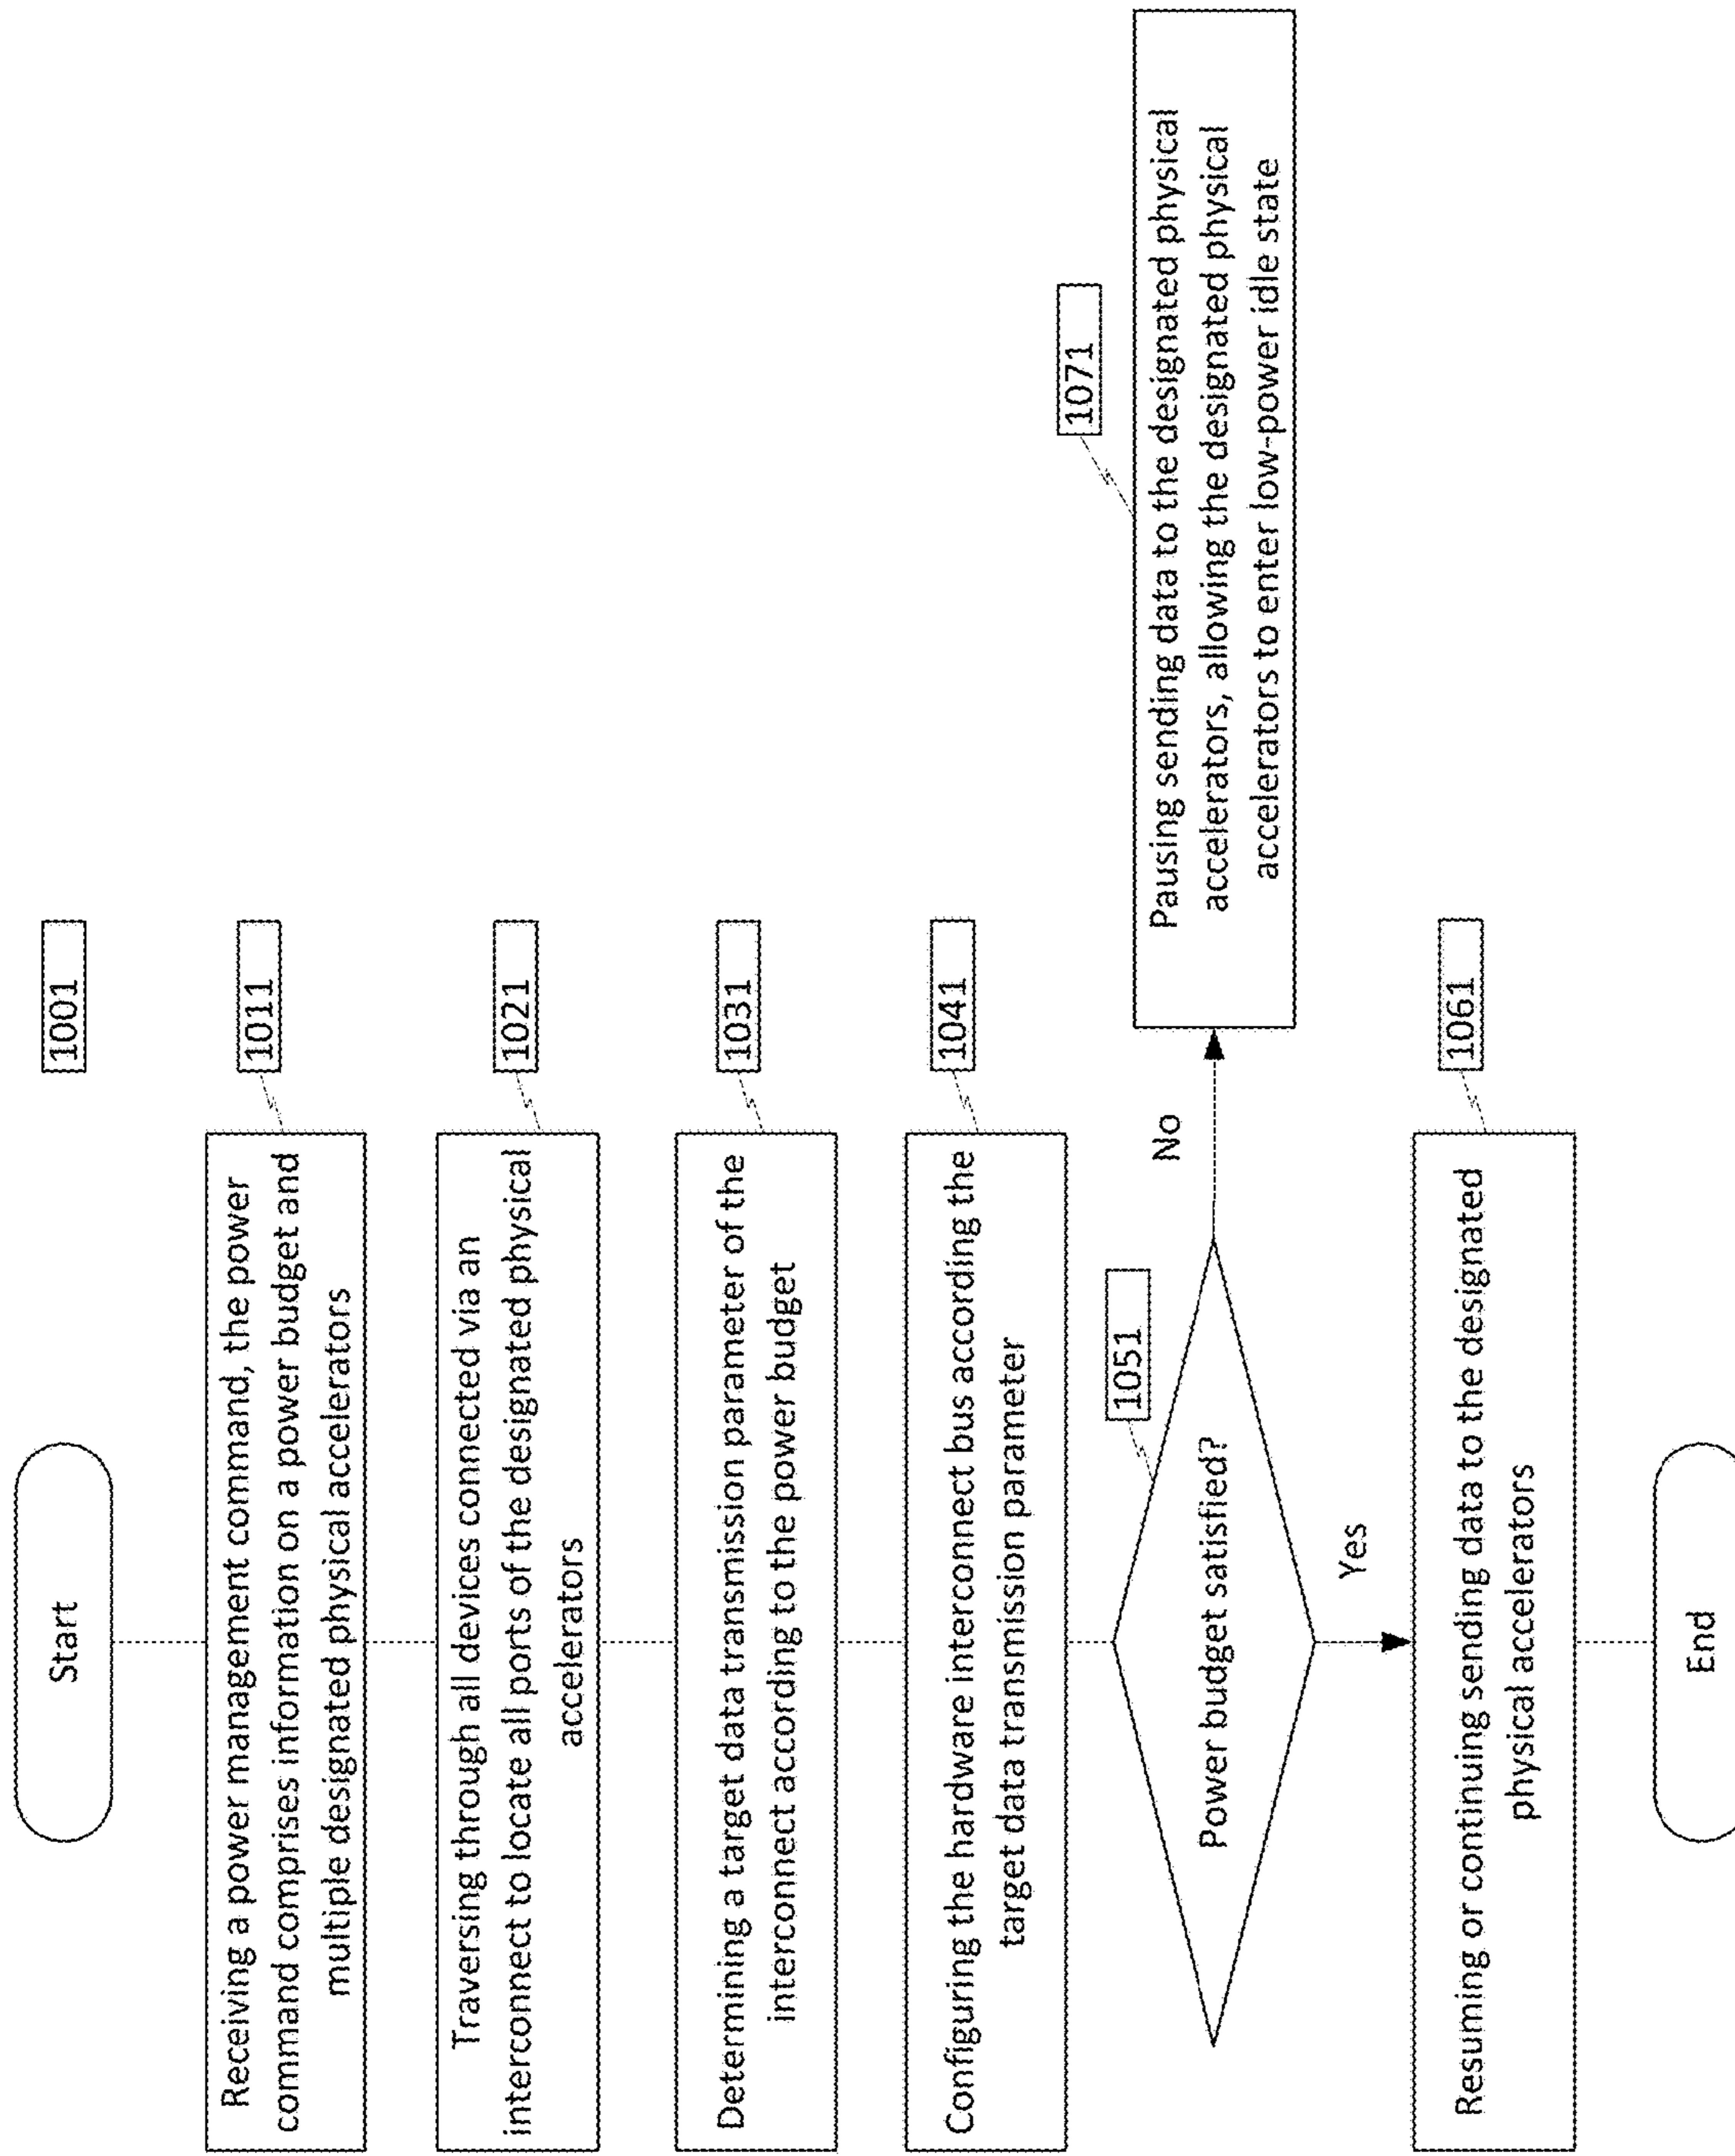 Start
1001
Receiving a power management command, the power
command comprises information on a power budget and
multiple designated physical accelerators
1011
Traversing through all devices connected via an
interconnect to locate all ports of the designated physical
accelerators
1021
Determining a target data transmission parameter of the
interconnect according to the power budget
1031
Configuring the hardware interconnect bus according the
target data transmission parameter
1041
Power budget satisfied?
1051
No
Pausing sending data to the designated physical
accelerators, allowing the designated physical
accelerators to enter low-power idle state
1071
Yes
Resuming or continuing sending data to the designated
physical accelerators
1061
End